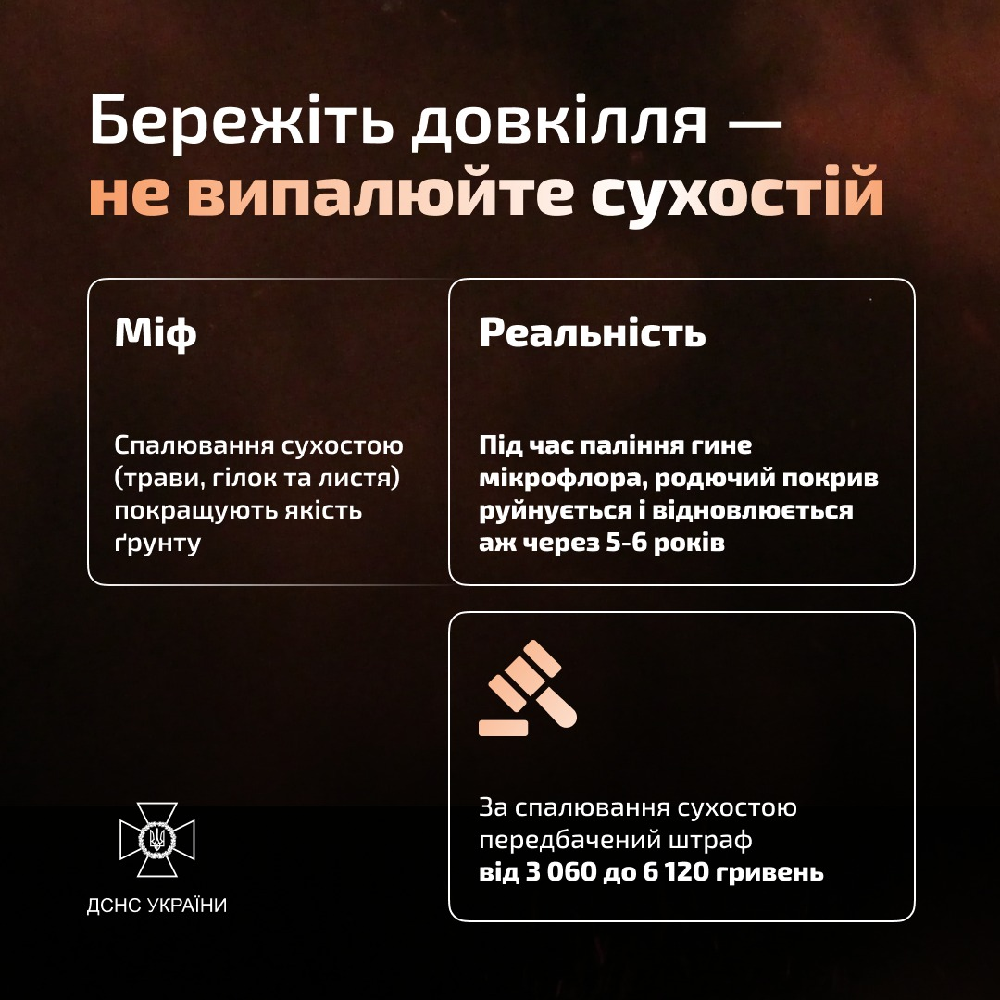 Бережіть довкілля —
не випалюйте сухостій
Міф
Спалювання сухостою
(трави, гілок та листя)
покращують якість
ґрунту
Реальність
Під час паління гине
мікрофлора, родючий покрив
руйнується і відновлюється
аж через 5-6 років
За спалювання сухостою
передбачений штраф
від 3 060 до 6 120 гривень
ДСНС УКРАЇНИ